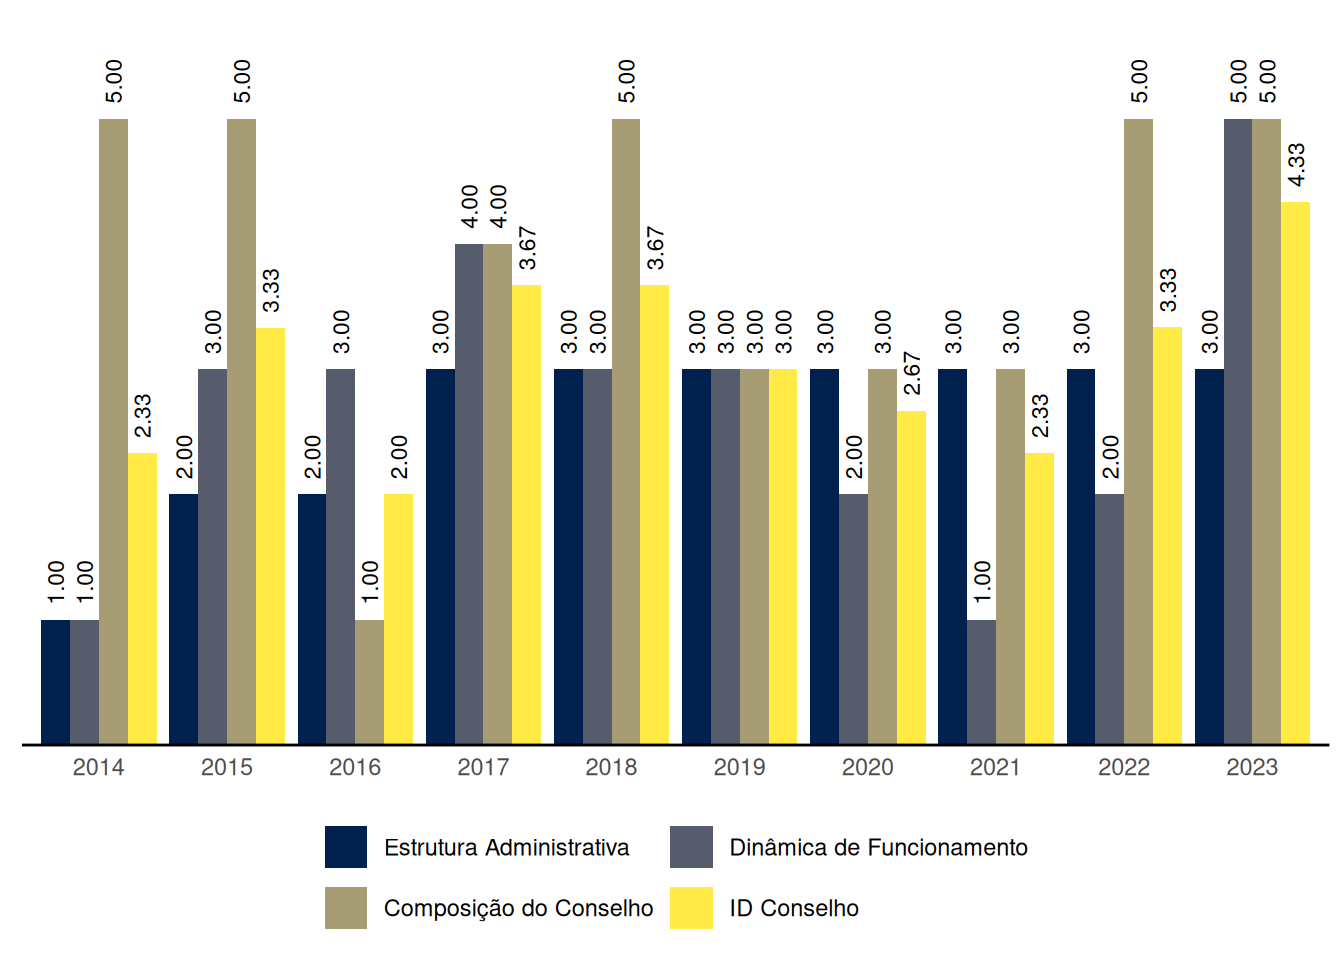 1.00 1.00 5.00 2.33
2.00 3.00 5.00 3.33
2.00 3.00 1.00 2.00
3.00 4.00 4.00 3.67
3.00 3.00 5.00 3.67
3.00 3.00 3.00 3.00
3.00 2.00 3.00 2.67
3.00 1.00 3.00 2.33
3.00 2.00 5.00 3.33
3.00 5.00 5.00 4.33
2014 2015 2016 2017 2018 2019 2020 2021 2022 2023
Estrutura Administrativa Dinâmica de Funcionamento
Composição do Conselho ID Conselho